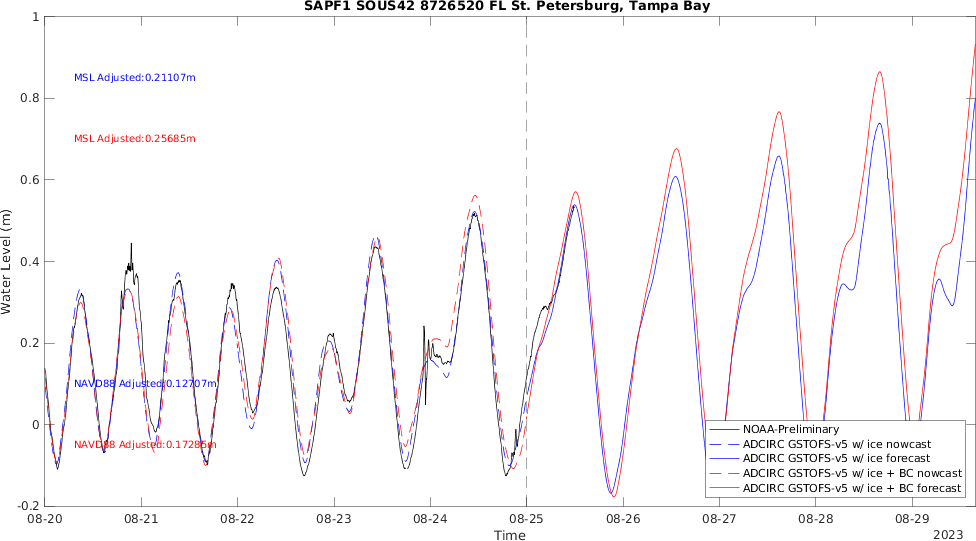 SAPF1 SOUS42 8726520 FL St. Petersburg, Tampa Bay
1
0.8
0.6
0.4
0.2
0
-0.2
Water Level (m)
MSL Adjusted:0.21107m
MSL Adjusted:0.25685m
NAVD88 Adjusted:0.12707m
NAVD88 Adjusted:0.17285m
NOAA-Preliminary
ADCIRC GSTOFS-v5 w/ ice nowcast
ADCIRC GSTOFS-v5 w/ ice forecast
ADCIRC GSTOFS-v5 w/ ice + BC nowcast
ADCIRC GSTOFS-v5 w/ ice + BC forecast
08-20 08-21 08-22 08-23 08-24 08-25 08-26 08-27 08-28 08-29
Time
2023